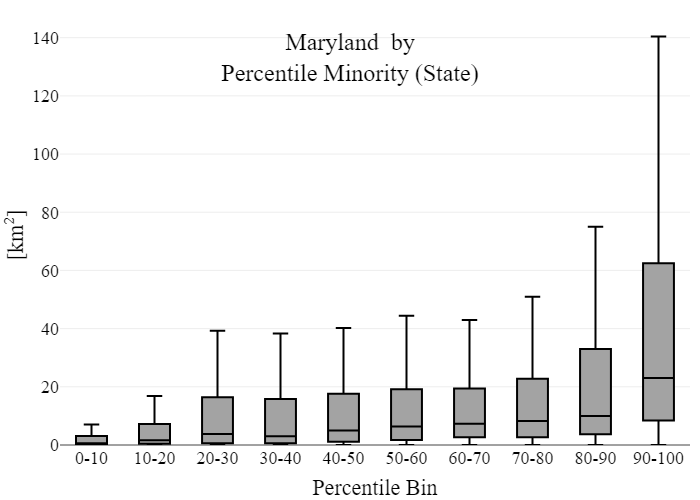 Maryland by
Percentile Minority (State)
[km²]
140
120
100
80
60
40
20
0
0-10 10-20 20-30 30-40 40-50 50-60 60-70 70-80 80-90 90-100
Percentile Bin